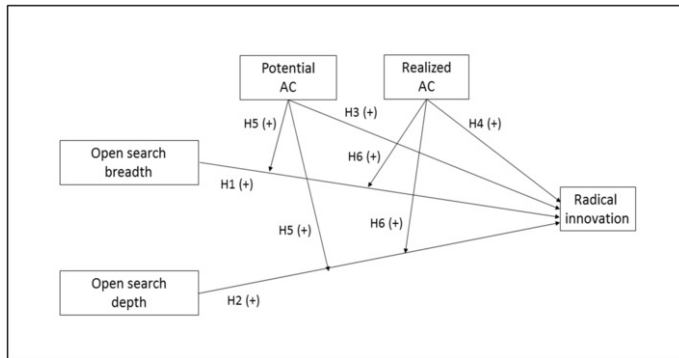 Potential
AC
Realized
AC
H5 (+)
H3 (+)
H4 (+)
H6 (+)
Open search
breadth
H1 (+)
Radical
innovation
H5 (+)
H6 (+)
Open search
depth
H2 (+)